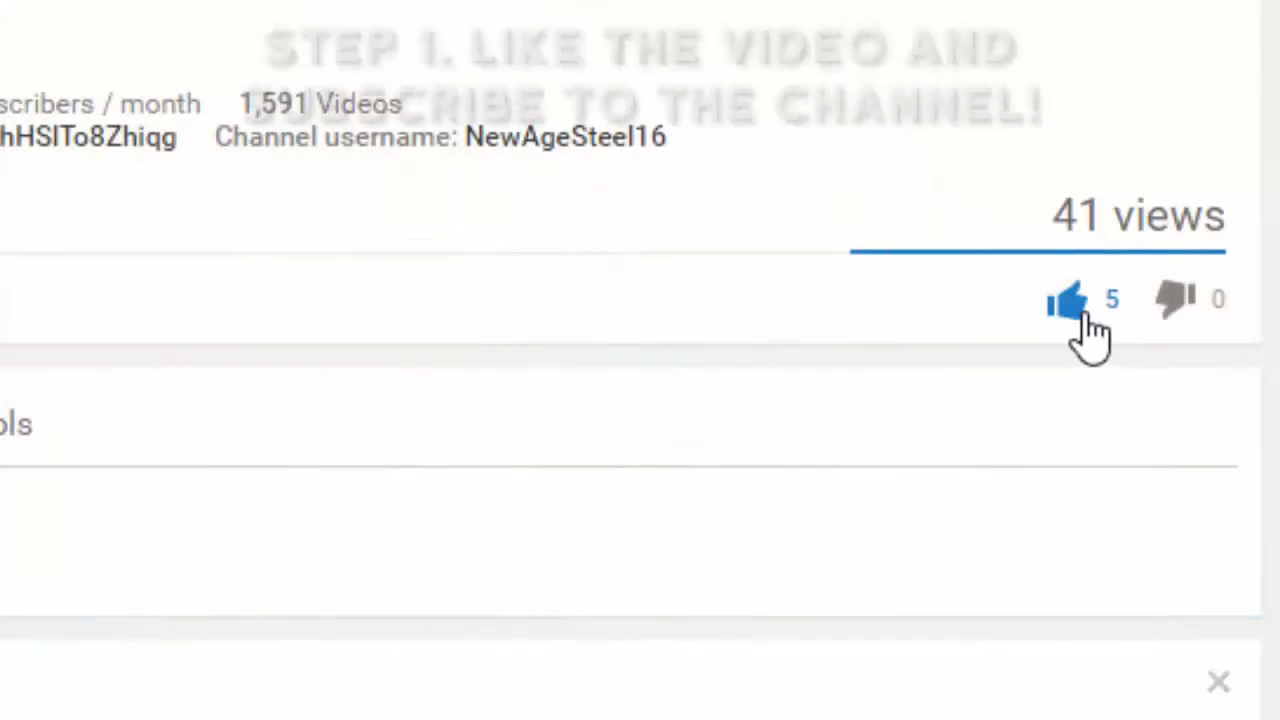 STEP 1. LIKE THE VIDEO AND
SUBSCRIBE TO THE CHANNEL!
scribers / month 1,591 Videos
hHSITo8Zhiqg Channel username: NewAgeSteel16
41 views
5 0
ols